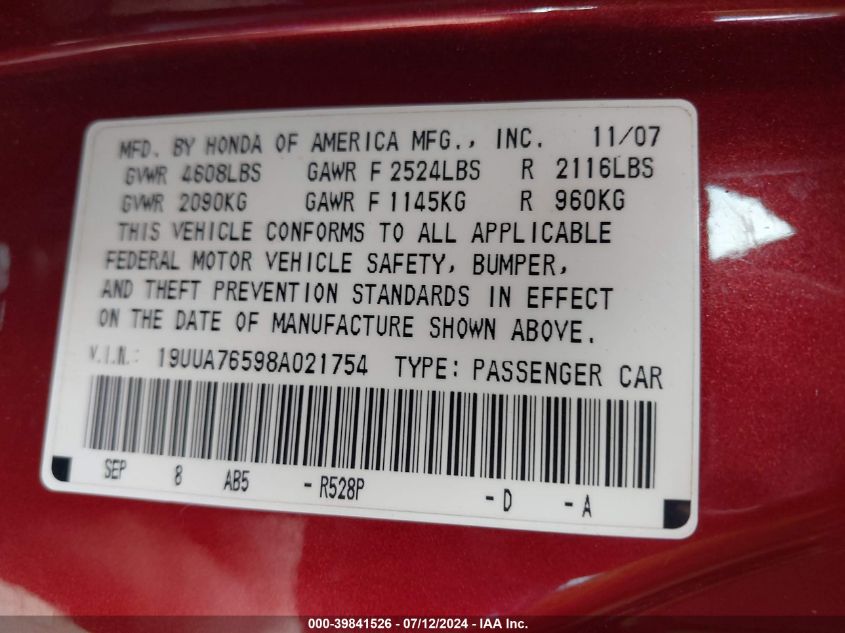 MFD. BY HONDA OF AMERICA MFG., INC. 11/07
GVWR 4608LBS GAWR F 2524LBS R 2116LBS
GVWR 2090KG GAWR F 1145KG R 960KG
THIS VEHICLE CONFORMS TO ALL APPLICABLE
FEDERAL MOTOR VEHICLE SAFETY, BUMPER,
AND THEFT PREVENTION STANDARDS IN EFFECT
ON THE DATE OF MANUFACTURE SHOWN ABOVE.
V.I.N.: 19UUA76598A021754 TYPE: PASSENGER CAR
SEP 8 AB5 -R528P -D -A
000-39841526 / 07/12/2024 - IAA Inc.